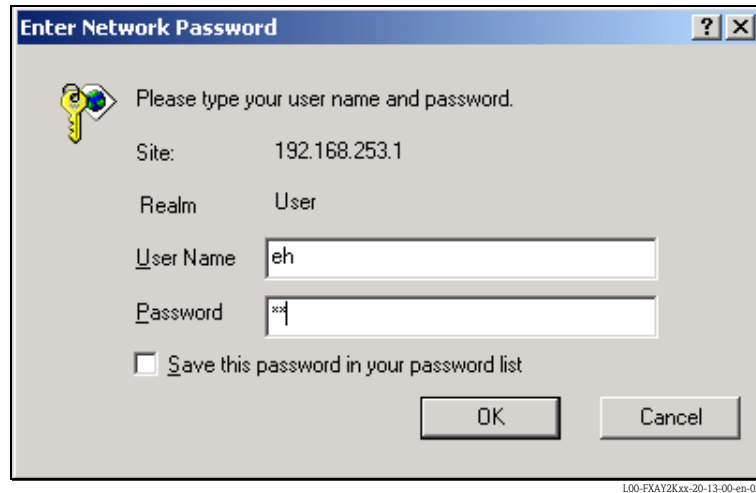 Enter Network Password
Please type your user name and password.
Site: 192.168.253.1
Realm User
User Name eh
Password **
Save this password in your password list
OK Cancel
L00-FXAY2Kxx-20-13-00-en-0